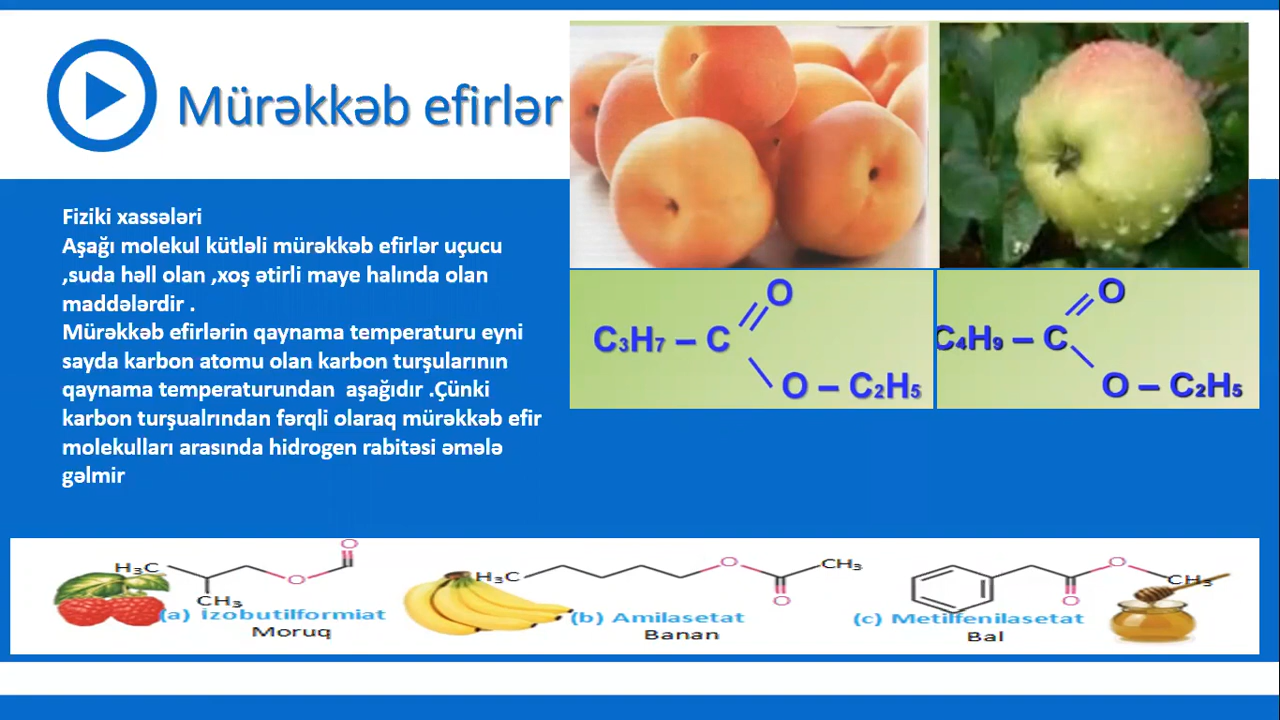 Mürəkkəb efirlər
Fiziki xassələri
Aşağı molekul kütləli mürəkkəb efirlər uçucu
,suda həll olan ,xoş ətirli maye halında olan
maddələrdir .
Mürəkkəb efirlərin qaynama temperaturu eyni
sayda karbon atomu olan karbon turşularının
qaynama temperaturundan  aşağıdır .Çünki
karbon turşualrından fərqli olaraq mürəkkəb efir
molekulları arasında hidrogen rabitəsi əmələ
gəlmir
O
C₃H₇ – C
O – C₂H₅
O
C₄H₉ – C
O – C₂H₅
O
H₃C
O
CH₃
(a) İzobutilformiat
Moruq
H₃C
O
CH₃
O
(b) Amilasetat
Banan
O
CH₃
O
(c) Metilfenilasetat
Bal